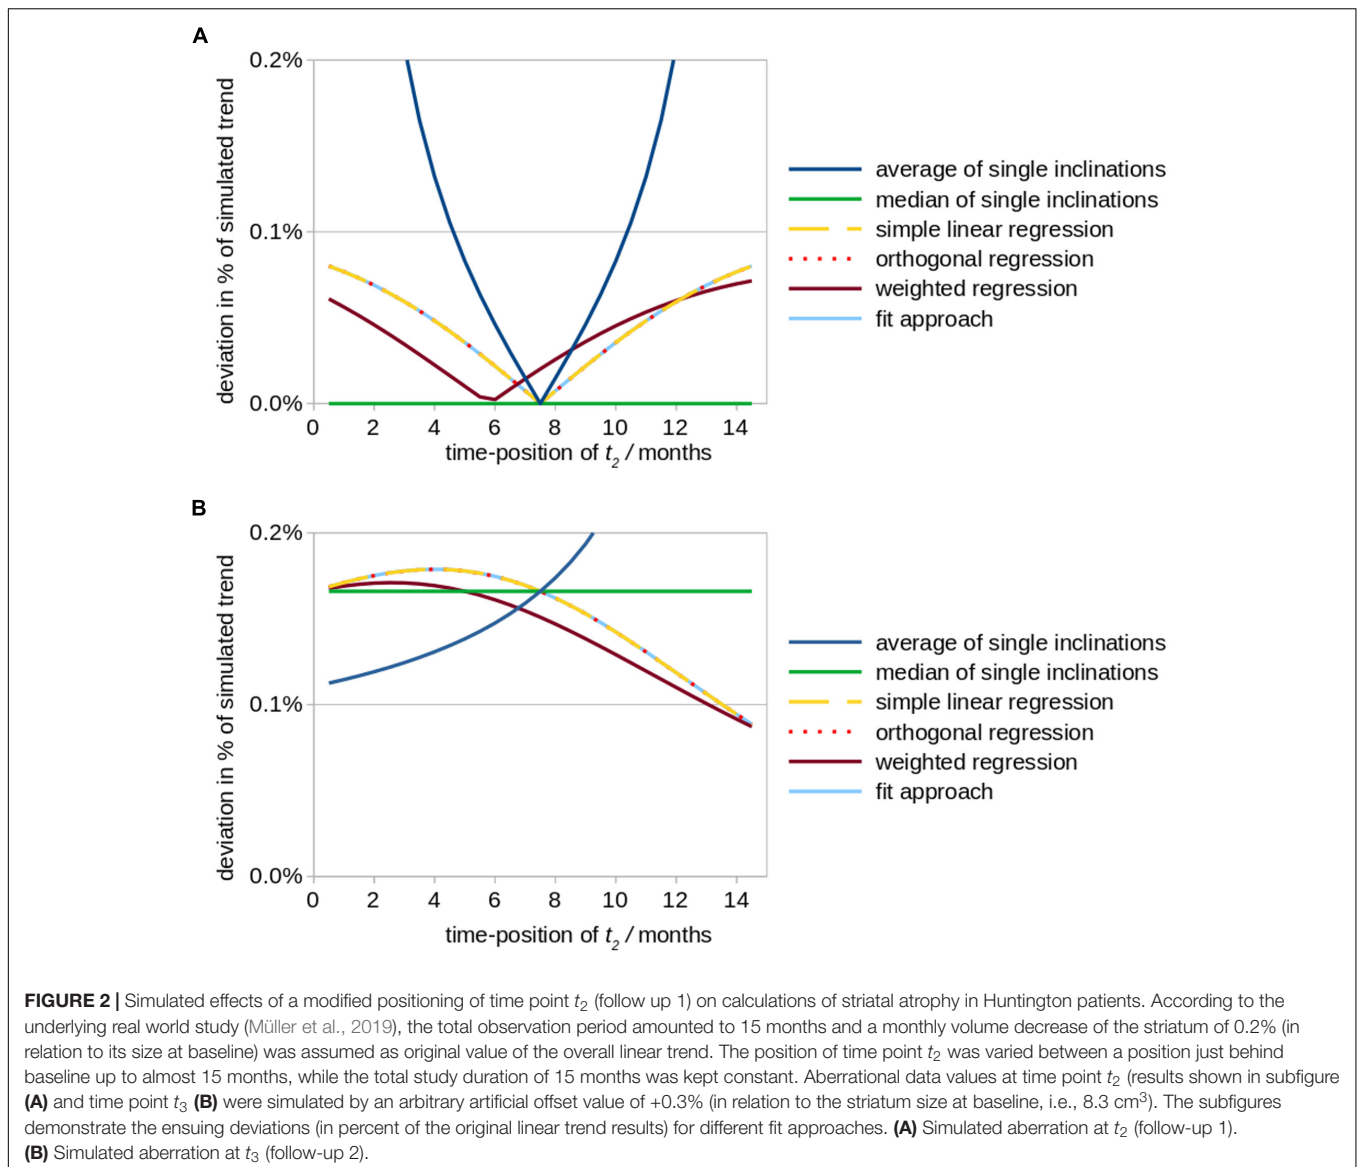 A
0.2%
0.1%
0.0%
deviation in % of simulated trend
0 2 4 6 8 10 12 14
time-position of t2 / months
average of single inclinations
median of single inclinations
simple linear regression
orthogonal regression
weighted regression
fit approach
B
0.2%
0.1%
0.0%
deviation in % of simulated trend
0 2 4 6 8 10 12 14
time-position of t2 / months
average of single inclinations
median of single inclinations
simple linear regression
orthogonal regression
weighted regression
fit approach
FIGURE 2 | Simulated effects of a modified positioning of time point t2 (follow up 1) on calculations of striatal atrophy in Huntington patients. According to the
underlying real world study (Müller et al., 2019), the total observation period amounted to 15 months and a monthly volume decrease of the striatum of 0.2% (in
relation to its size at baseline) was assumed as original value of the overall linear trend. The position of time point t2 was varied between a position just behind
baseline up to almost 15 months, while the total study duration of 15 months was kept constant. Aberrational data values at time point t2 (results shown in subfigure
(A) and time point t3 (B) were simulated by an arbitrary artificial offset value of +0.3% (in relation to the striatum size at baseline, i.e., 8.3 cm3). The subfigures
demonstrate the ensuing deviations (in percent of the original linear trend results) for different fit approaches. (A) Simulated aberration at t2 (follow-up 1).
(B) Simulated aberration at t3 (follow-up 2).